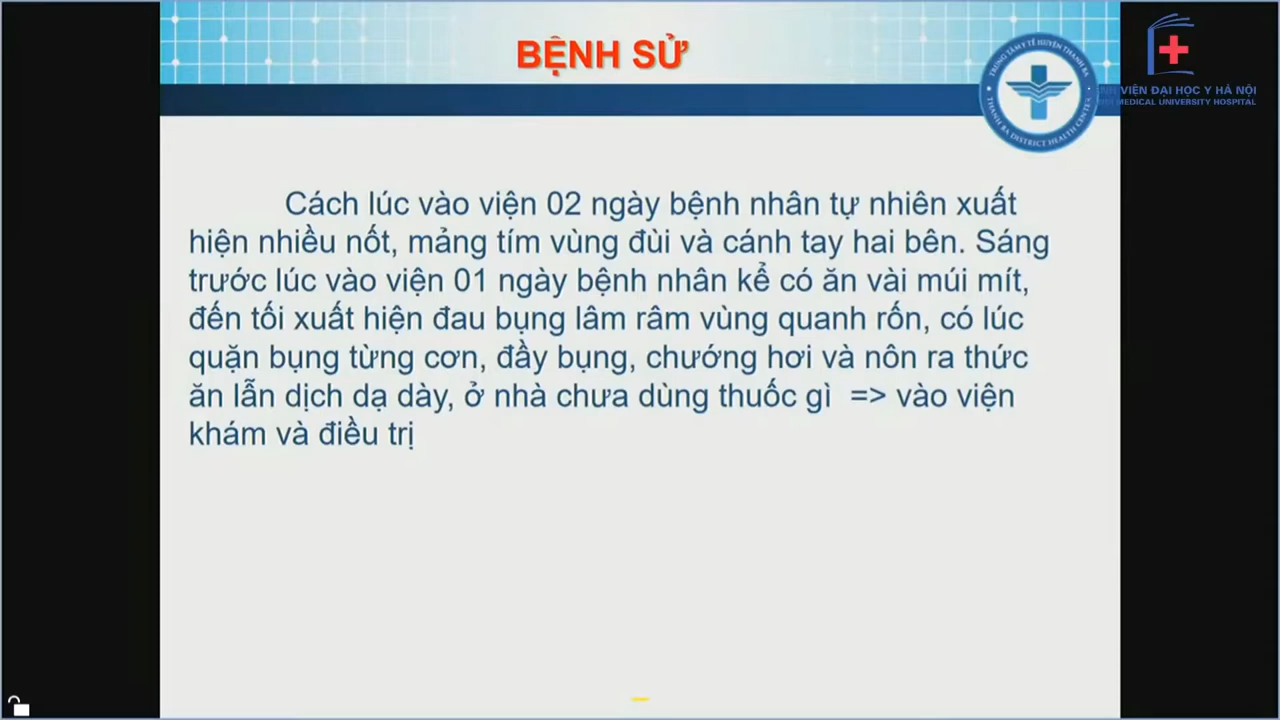 BỆNH SỬ
TRUNG TÂM Y TẾ HUYỆN THANH BA
THANH BA DISTRICT HEALTH CENTER
VIỆN ĐẠI HỌC Y HÀ NỘI
MEDICAL UNIVERSITY HOSPITAL
Cách lúc vào viện 02 ngày bệnh nhân tự nhiên xuất
hiện nhiều nốt, mảng tím vùng đùi và cánh tay hai bên. Sáng
trước lúc vào viện 01 ngày bệnh nhân kể có ăn vài múi mít,
đến tối xuất hiện đau bụng lâm râm vùng quanh rốn, có lúc
quặn bụng từng cơn, đầy bụng, chướng hơi và nôn ra thức
ăn lẫn dịch dạ dày, ở nhà chưa dùng thuốc gì => vào viện
khám và điều trị